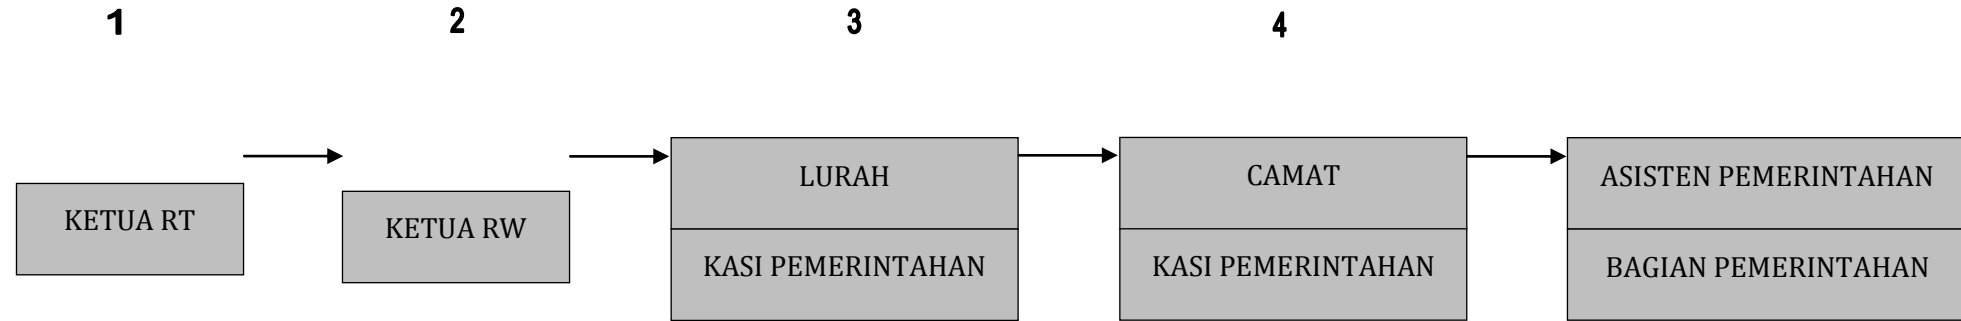 1
2
3
4
KETUA RT
KETUA RW
LURAH
KASI PEMERINTAHAN
CAMAT
KASI PEMERINTAHAN
ASISTEN PEMERINTAHAN
BAGIAN PEMERINTAHAN